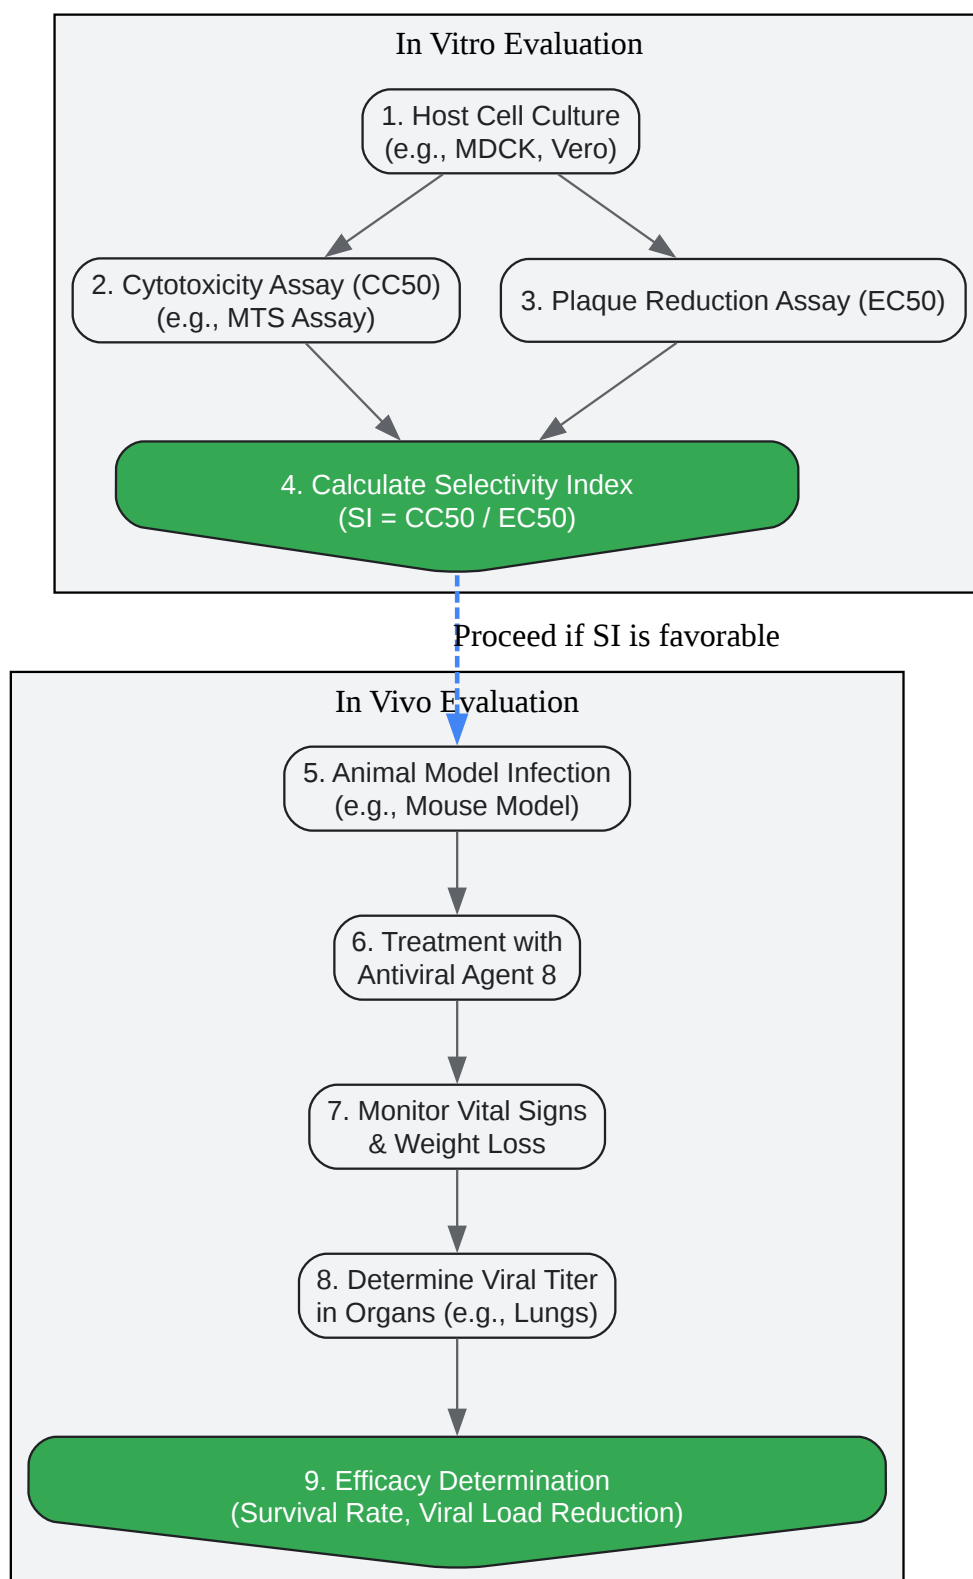 In Vitro Evaluation
1. Host Cell Culture
(e.g., MDCK, Vero)
2. Cytotoxicity Assay (CC50)
(e.g., MTS Assay)
3. Plaque Reduction Assay (EC50)
4. Calculate Selectivity Index
(SI = CC50 / EC50)
Proceed if SI is favorable
In Vivo Evaluation
5. Animal Model Infection
(e.g., Mouse Model)
6. Treatment with
Antiviral Agent 8
7. Monitor Vital Signs
& Weight Loss
8. Determine Viral Titer
in Organs (e.g., Lungs)
9. Efficacy Determination
(Survival Rate, Viral Load Reduction)